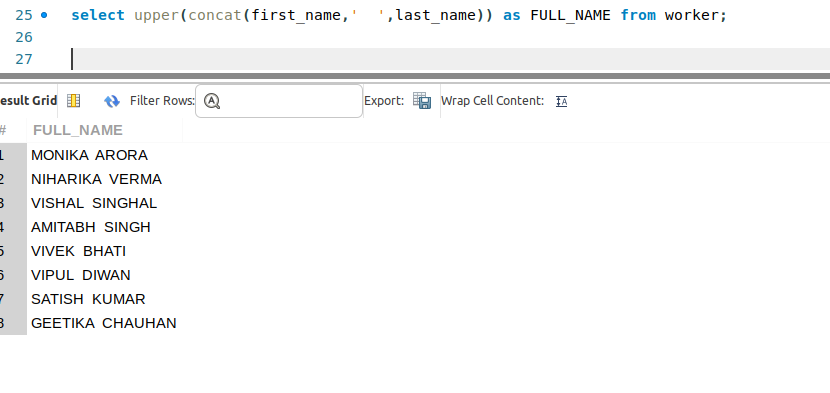 25 select upper(concat(first_name,'  ',last_name)) as FULL_NAME from worker;
26
27
esult Grid Filter Rows: Export: Wrap Cell Content:
# FULL_NAME
1 MONIKA  ARORA
2 NIHARIKA  VERMA
3 VISHAL  SINGHAL
4 AMITABH  SINGH
5 VIVEK  BHATI
6 VIPUL  DIWAN
7 SATISH  KUMAR
8 GEETIKA  CHAUHAN